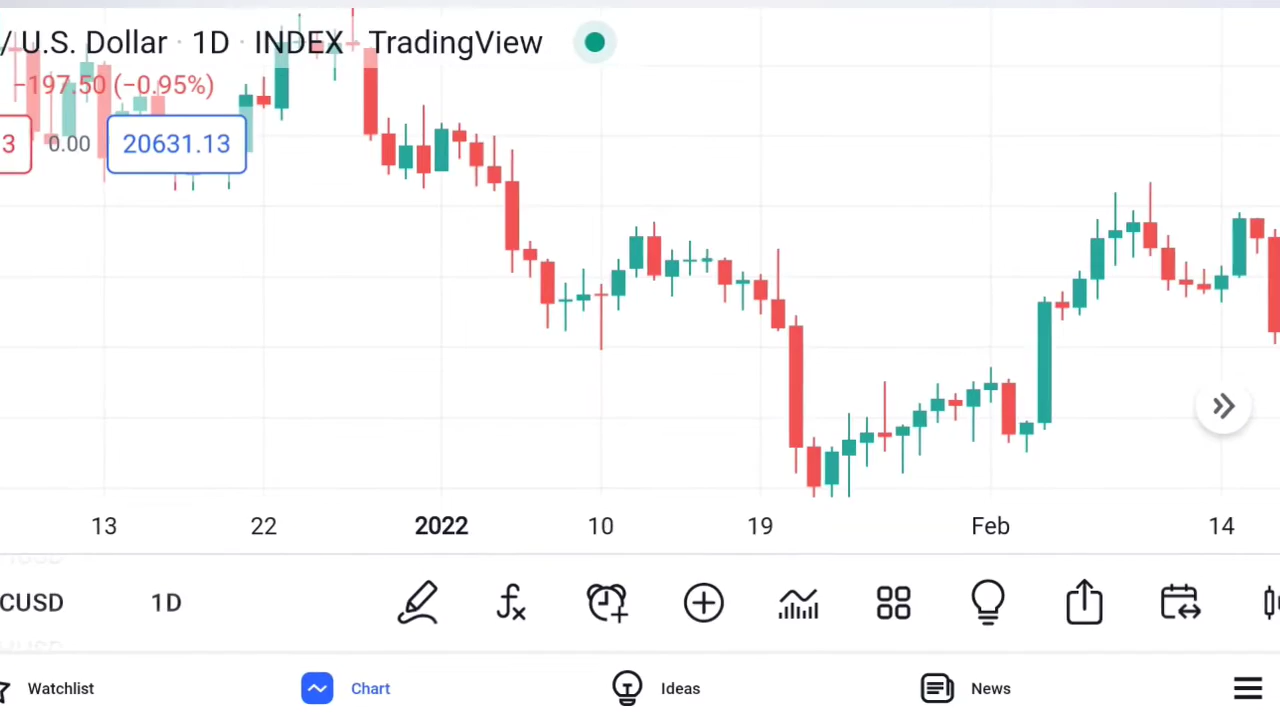 / U.S. Dollar · 1D · INDEX · TradingView
−197.50 (−0.95%)
3 0.00 20631.13
13 22 2022 10 19 Feb 14
CUSD 1D
Watchlist Chart Ideas News